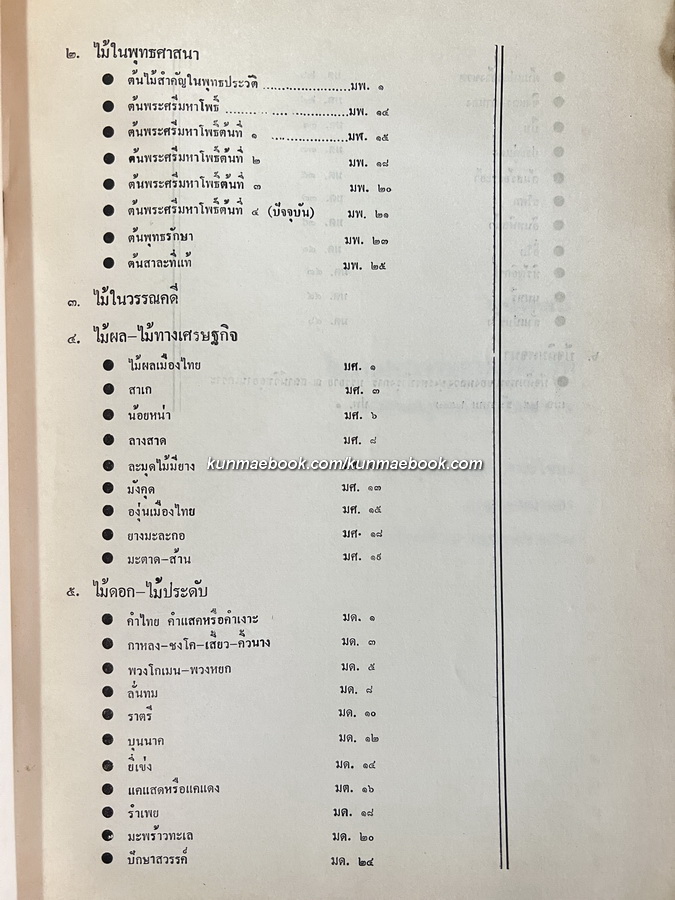 ๒. ไม้ในพุทธศาสนา
● ต้นไม้สำคัญในพุทธประวัติ ......................มพ. ๑
● ต้นพระศรีมหาโพธิ์ ........ ... .................มพ. ๑๔
● ต้นพระศรีมหาโพธิ์ต้นที่ ๑ ...................มพ. ๑๕
● ต้นพระศรีมหาโพธิ์ต้นที่ ๒ มพ. ๑๘
● ต้นพระศรีมหาโพธิ์ต้นที่ ๓ มพ. ๒๐
● ต้นพระศรีมหาโพธิ์ต้นที่ ๔ (ปัจจุบัน) มพ. ๒๑
● ต้นพุทธรักษา มพ. ๒๓
● ต้นสาละที่แท้ มพ. ๒๕
๓. ไม้ในวรรณคดี
๔. ไม้ผล-ไม้ทางเศรษฐกิจ
● ไม้ผลเมืองไทย มศ. ๑
● สาเก มศ. ๓
● น้อยหน่า มศ. ๖
● ลางสาด มศ. ๘
● ละมุดไม้มียาง kunmaebook.com/kunmaebook.com
● มังคุด มศ. ๑๓
● องุ่นเมืองไทย มศ. ๑๕
● ยางมะละกอ มศ. ๑๘
● มะตาด-ส้าน มศ. ๑๙
๕. ไม้ดอก-ไม้ประดับ
● คำไทย คำแสดหรือคำเงาะ มด. ๑
● กาหลง-ชงโค-เสี้ยว-คิ้วนาง มด. ๓
● พวงโกเมน-พวงหยก มด. ๕
● ลั่นทม มด. ๘
● ราตรี มด. ๑๐
● บุนนาค มด. ๑๒
● ยี่เข่ง มด. ๑๔
● แคแสดหรือแคแดง มด. ๑๖
● รำเพย มด. ๑๘
● มะพร้าวทะเล มด. ๒๐
● ปักษาสวรรค์ มด. ๒๔